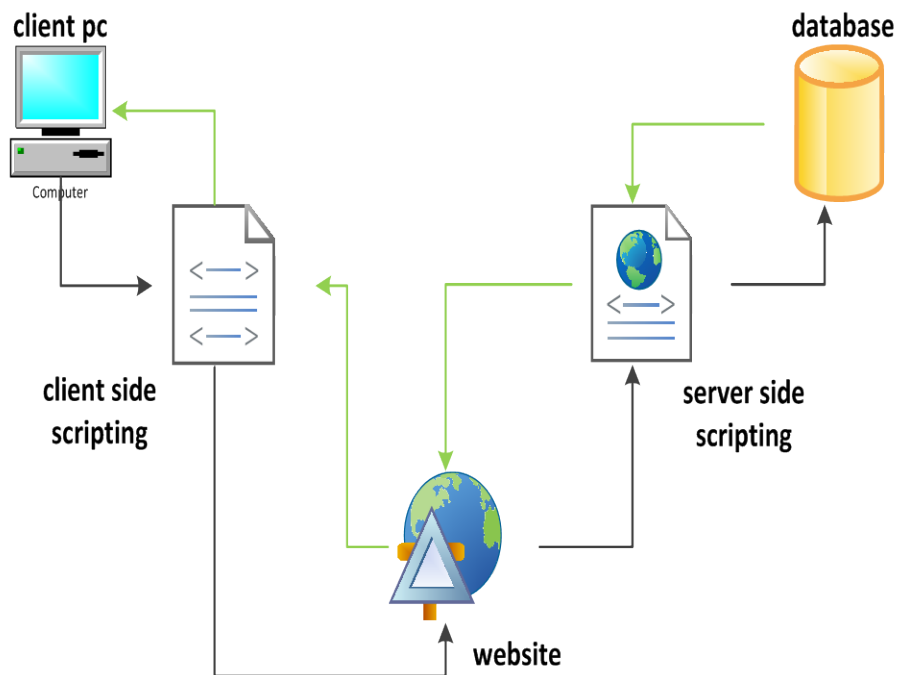 client pc
database
Computer
client side
scripting
server side
scripting
website